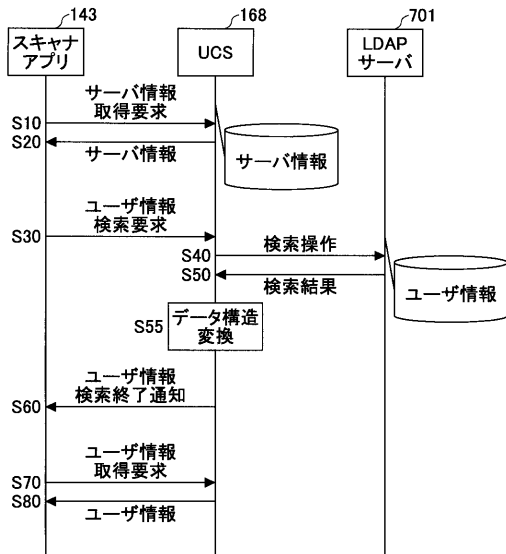 143
168
701
スキャナ
アプリ
UCS
LDAP
サーバ
サーバ情報
取得要求
S10
S20
サーバ情報
サーバ情報
ユーザ情報
検索要求
S30
S40
検索操作
S50
検索結果
ユーザ情報
S55
データ構造
変換
ユーザ情報
検索終了通知
S60
ユーザ情報
取得要求
S70
S80
ユーザ情報